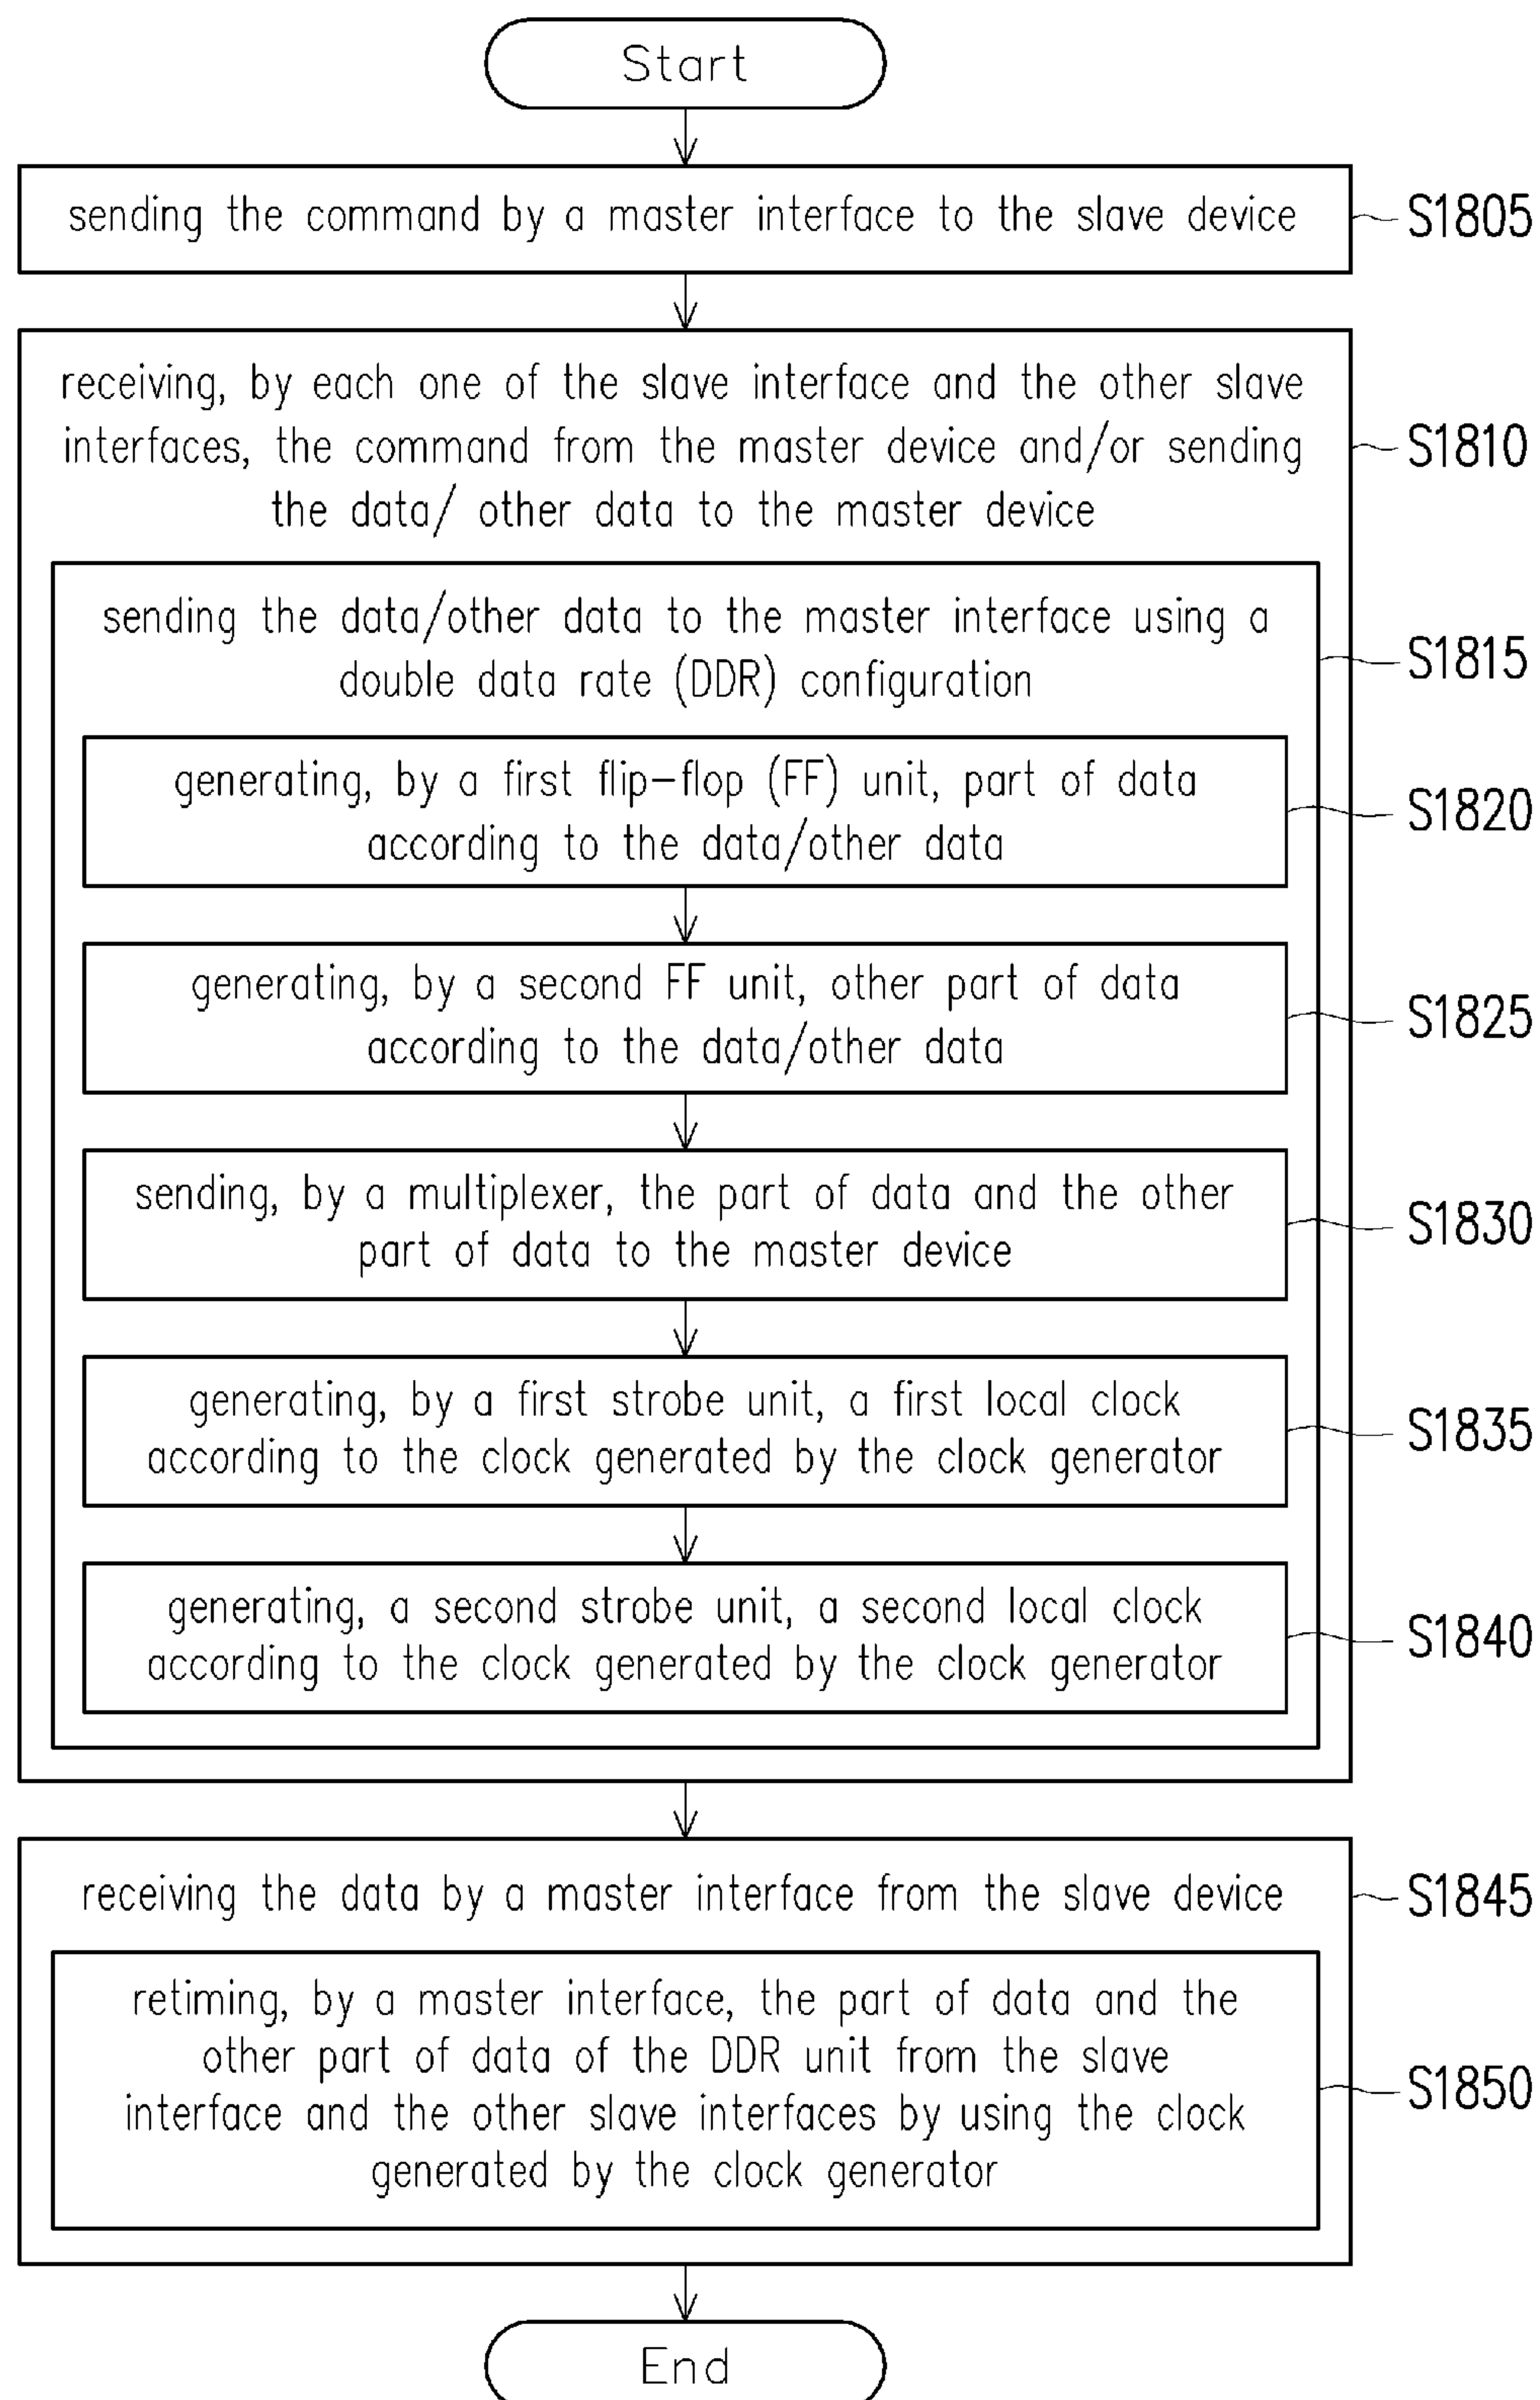 Start
sending the command by a master interface to the slave device
S1805
receiving, by each one of the slave interface and the other slave
interfaces, the command from the master device and/or sending
the data/ other data to the master device
S1810
sending the data/other data to the master interface using a
double data rate (DDR) configuration
S1815
generating, by a first flip-flop (FF) unit, part of data
according to the data/other data
S1820
generating, by a second FF unit, other part of data
according to the data/other data
S1825
sending, by a multiplexer, the part of data and the other
part of data to the master device
S1830
generating, by a first strobe unit, a first local clock
according to the clock generated by the clock generator
S1835
generating, a second strobe unit, a second local clock
according to the clock generated by the clock generator
S1840
receiving the data by a master interface from the slave device
S1845
retiming, by a master interface, the part of data and the
other part of data of the DDR unit from the slave
interface and the other slave interfaces by using the clock
generated by the clock generator
S1850
End